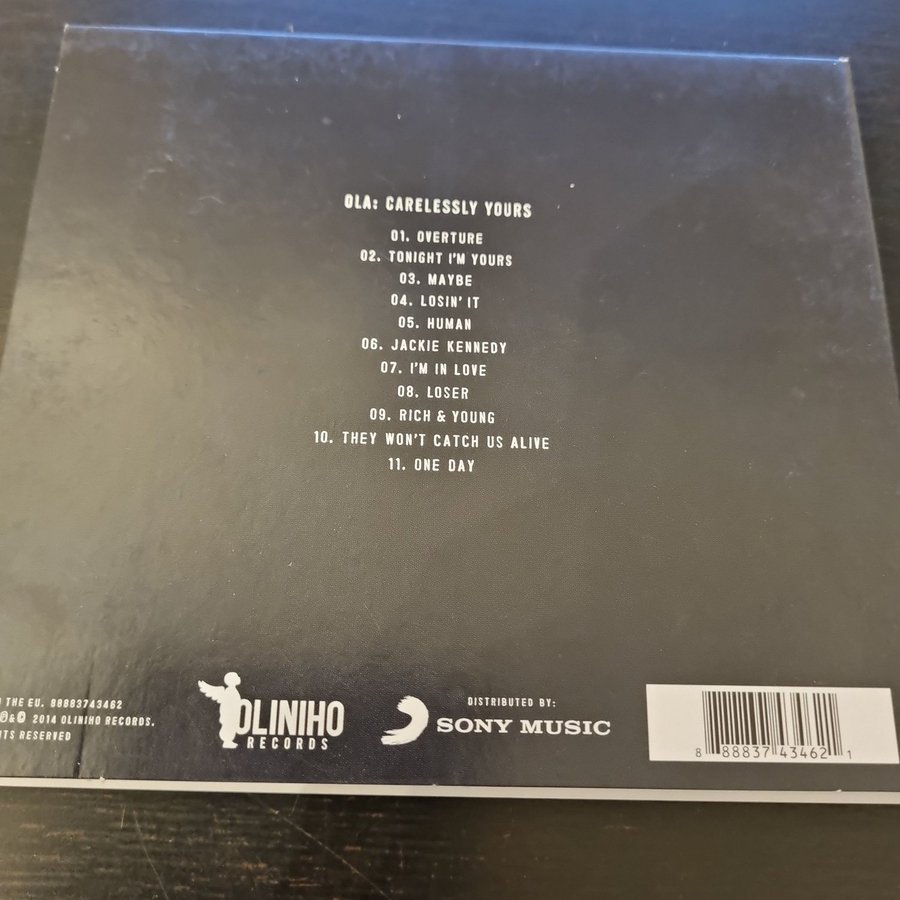 OLA: CARELESSLY YOURS
01. OVERTURE
02. TONIGHT I'M YOURS
03. MAYBE
04. LOSIN' IT
05. HUMAN
06. JACKIE KENNEDY
07. I'M IN LOVE
08. LOSER
09. RICH & YOUNG
10. THEY WON'T CATCH US ALIVE
11. ONE DAY
THE EU. 88883743462
℗&© 2014 OLINIHO RECORDS.
RESERVED
OLINIHO
RECORDS
DISTRIBUTED BY:
SONY MUSIC
8 88837 43462 1